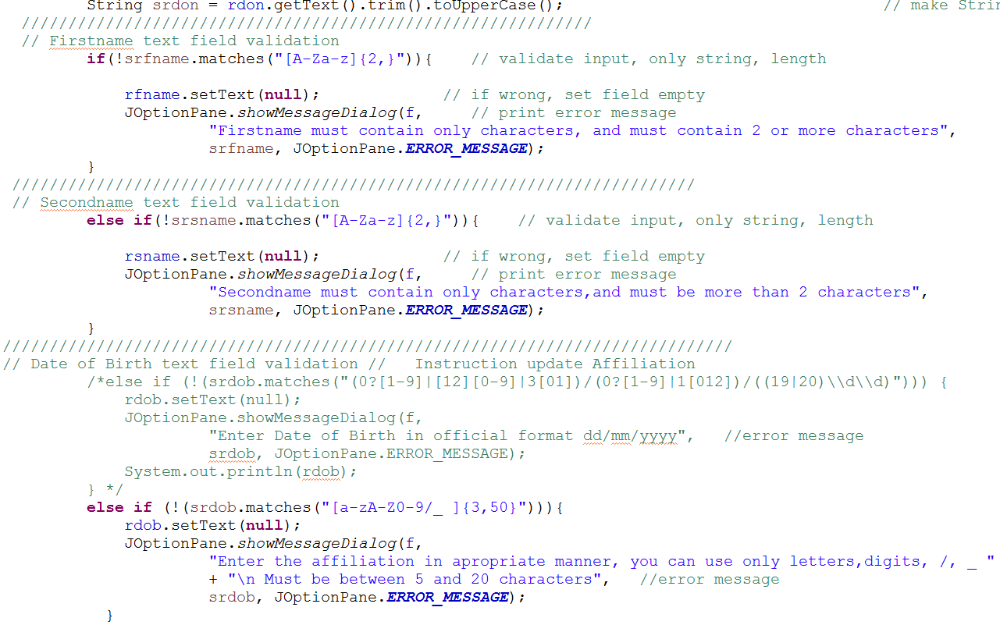 String srdon = rdon.getText().trim().toUpperCase(); // make Strin
/////////////////////////////////////////////////////////////
// Firstname text field validation
if(!srfname.matches("[A-Za-z]{2,}")){ // validate input, only string, length
rfname.setText(null); // if wrong, set field empty
JOptionPane.showMessageDialog(f, // print error message
"Firstname must contain only characters, and must contain 2 or more characters",
srfname, JOptionPane.ERROR_MESSAGE);
}
/////////////////////////////////////////////////////////////////////////
// Secondname text field validation
else if(!srsname.matches("[A-Za-z]{2,}")){ // validate input, only string, length
rsname.setText(null); // if wrong, set field empty
JOptionPane.showMessageDialog(f, // print error message
"Secondname must contain only characters,and must be more than 2 characters",
srsname, JOptionPane.ERROR_MESSAGE);
}
//////////////////////////////////////////////////////////////////////////////
// Date of Birth text field validation // Instruction update Affiliation
/*else if (!(srdob.matches("(0?[1-9]|[12][0-9]|3[01])/(0?[1-9]|1[012])/((19|20)\\d\\d)"))) {
rdob.setText(null);
JOptionPane.showMessageDialog(f,
"Enter Date of Birth in official format dd/mm/yyyy", //error message
srdob, JOptionPane.ERROR_MESSAGE);
System.out.println(rdob);
} */
else if (!(srdob.matches("[a-zA-Z0-9/_ ]{3,50}"))){
rdob.setText(null);
JOptionPane.showMessageDialog(f,
"Enter the affiliation in apropriate manner, you can use only letters,digits, /, _ "
+ "\n Must be between 5 and 20 characters", //error message
srdob, JOptionPane.ERROR_MESSAGE);
}